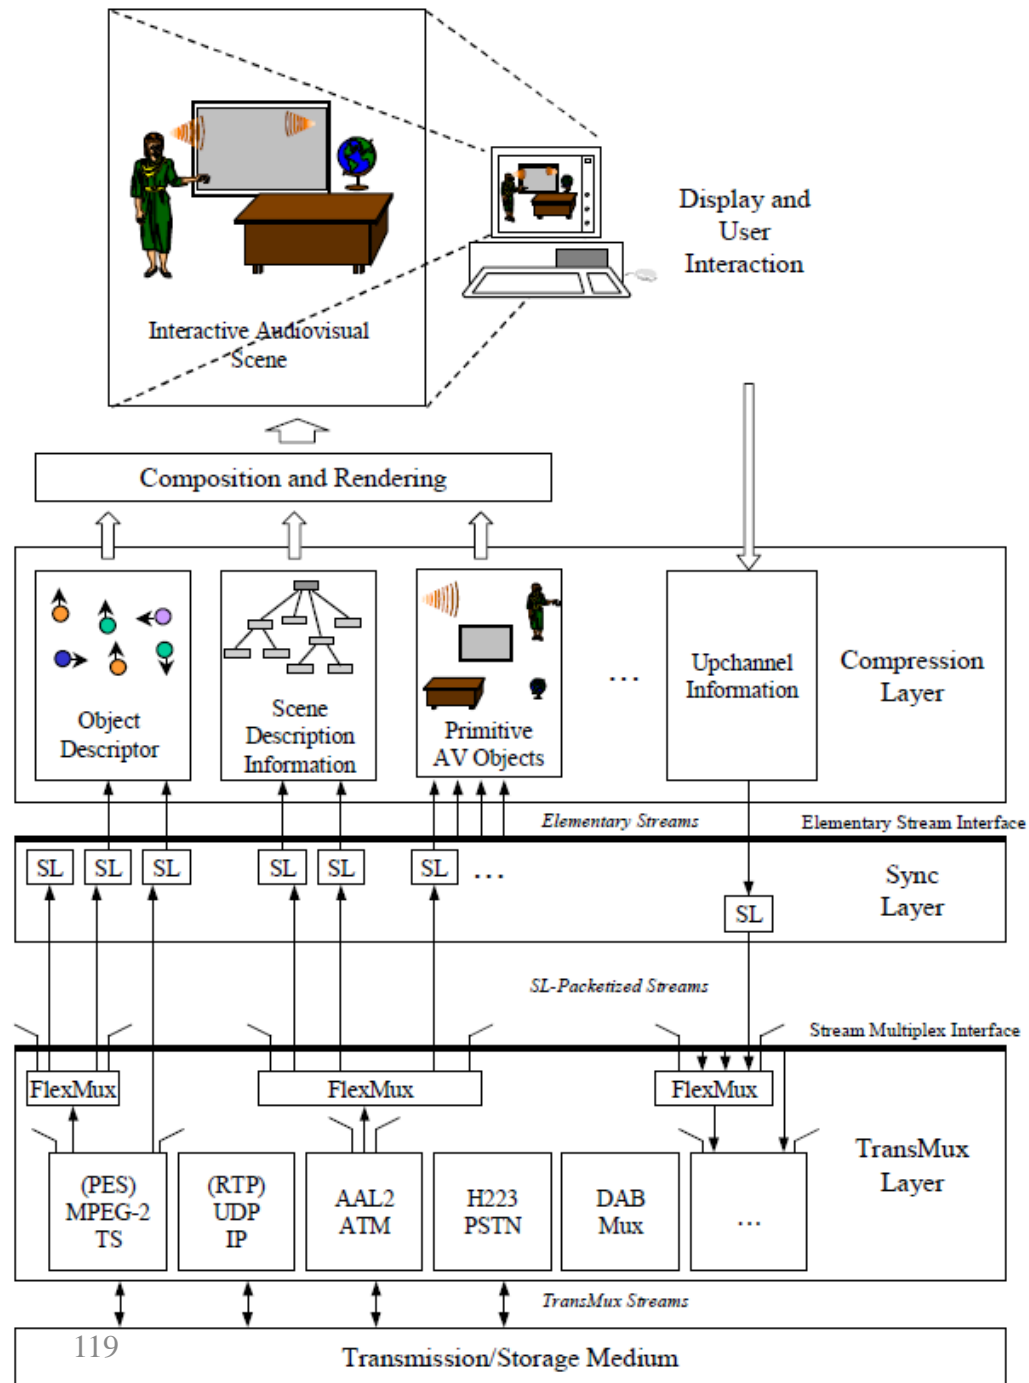 Display and
User
Interaction
Interactive Audiovisual
Scene
Composition and Rendering
Object
Descriptor
Scene
Description
Information
Primitive
AV Objects
...
Upchannel
Information
Compression
Layer
Elementary Streams
Elementary Stream Interface
SL
SL
SL
SL
SL
SL
...
SL
Sync
Layer
SL-Packetized Streams
Stream Multiplex Interface
FlexMux
FlexMux
FlexMux
(PES)
MPEG-2
TS
(RTP)
UDP
IP
AAL2
ATM
H223
PSTN
DAB
Mux
...
TransMux
Layer
TransMux Streams
119
Transmission/Storage Medium